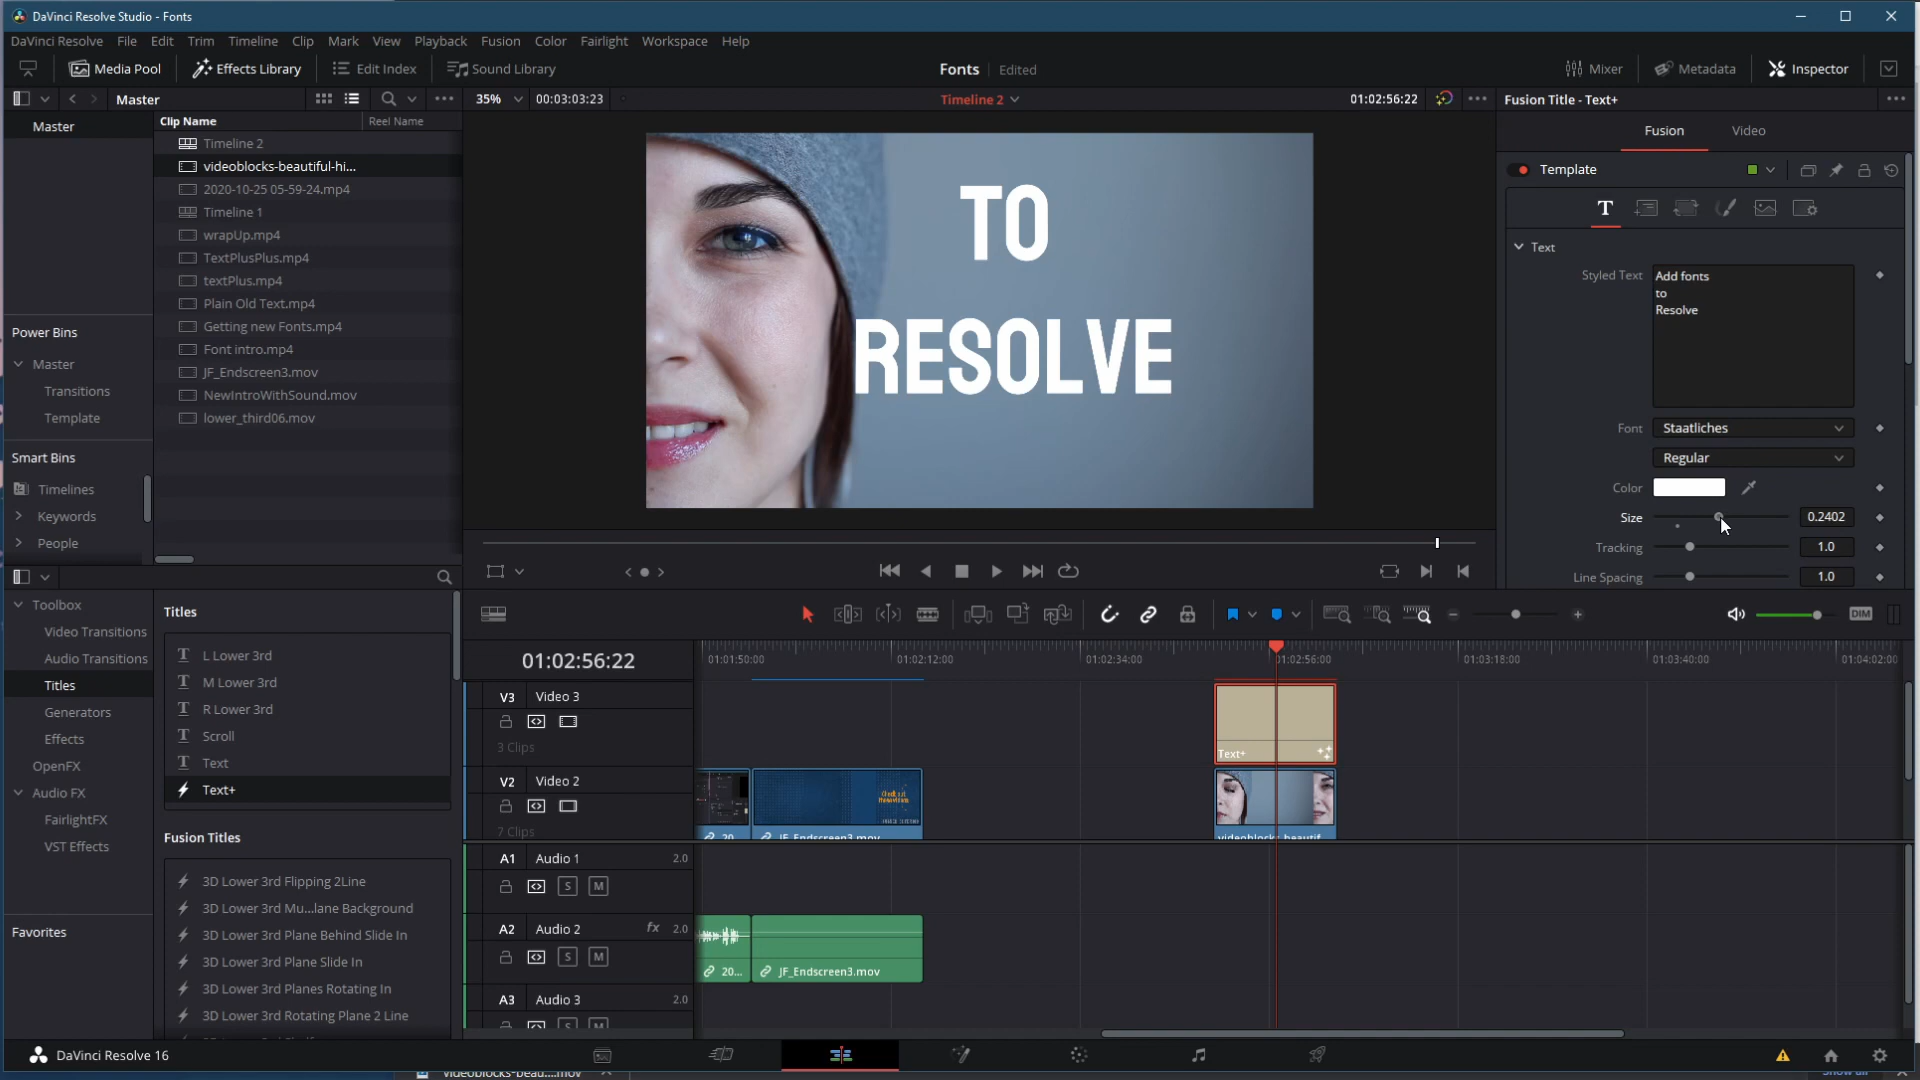 DaVinci Resolve Studio - Fonts
DaVinci Resolve File Edit Trim Timeline Clip Mark View Playback Fusion Color Fairlight Workspace Help
Media Pool Effects Library Edit Index Sound Library Fonts Edited Mixer Metadata Inspector
Master 35% 00:03:03:23 Timeline 2 01:02:56:22 Fusion Title - Text+
Master
Clip Name Reel Name
Timeline 2
videoblocks-beautiful-hi...
2020-10-25 05-59-24.mp4
Timeline 1
wrapUp.mp4
TextPlusPlus.mp4
textPlus.mp4
Plain Old Text.mp4
Getting new Fonts.mp4
Font intro.mp4
JF_Endscreen3.mp4
NewIntroWithSound.mov
lower_third06.mov
Power Bins
Master
Transitions
Template
Smart Bins
Timelines
Keywords
People
TO
RESOLVE
Fusion Video
Template
T
Text
Styled Text
Add fonts
to
Resolve
Font Staatliches
Regular
Color
Size 0.2402
Tracking 1.0
Line Spacing 1.0
Toolbox
Video Transitions
Audio Transitions
Titles
Generators
Effects
OpenFX
Audio FX
FairlightFX
VST Effects
Favorites
Titles
T L Lower 3rd
T M Lower 3rd
T R Lower 3rd
T Scroll
T Text
Text+
Fusion Titles
3D Lower 3rd Flipping 2Line
3D Lower 3rd Mu...lane Background
3D Lower 3rd Plane Behind Slide In
3D Lower 3rd Plane Slide In
3D Lower 3rd Planes Rotating In
3D Lower 3rd Rotating Plane 2 Line
DIM
01:02:56:22 01:01:50:00 01:02:12:00 01:02:34:00 01:02:56:00 01:03:18:00 01:03:40:00 01:04:02:00
V3 Video 3
3 Clips
Text+
V2 Video 2
7 Clips
20... JF_Endscreen3.mov videoblocks-beautif...
A1 Audio 1 2.0
S M
A2 Audio 2 fx 2.0
S M
20... JF_Endscreen3.mov
A3 Audio 3 2.0
S M
DaVinci Resolve 16
videoblocks-beau....mov Show all